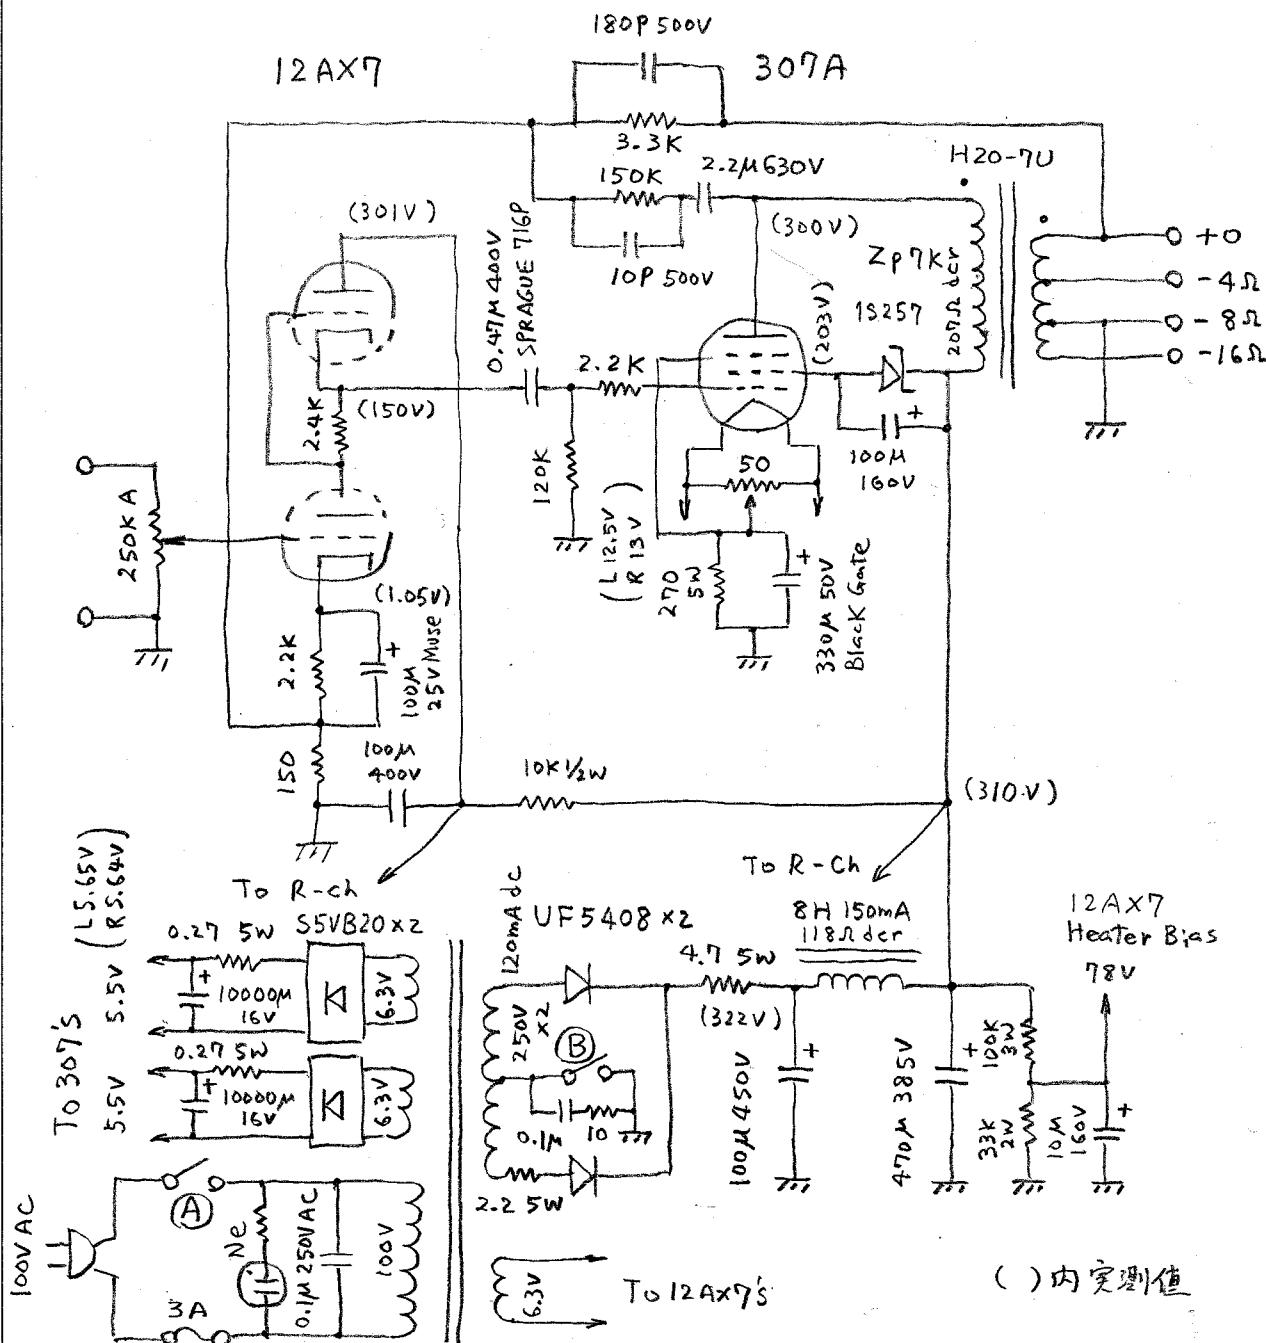 180P 500V
12AX7
307A
3.3K
H20-7U
2.2μ 630V
150K
(301V)
(300V)
+0
Zp 7K
10P 500V
-4Ω
0.47μ 400V
SPRAGUE 716P
(203V)
1S257
207Ω dcr
-8Ω
-16Ω
2.2K
(150V)
2.4K
100μ
160V
50
120K
250K A
(L 12.5V
R 13V)
(1.05V)
270
5W
330μ 50V
Black Gate
2.2K
100μ
25V Muse
150
100μ
400V
10K 1/2W
(310V)
(L5.65V)
(R5.64V)
To R-ch
To R-Ch
120mA dc
UF5408×2
8H 150mA
118Ω dcr
12AX7
Heater Bias
78V
0.27 5W
S5VB20×2
4.7 5W
5.5V
10000μ
16V
6.3V
250V
×2
(322V)
B
100K
3W
To 307's
0.27 5W
5.5V
10000μ
16V
6.3V
0.1μ
10
100μ 450V
470μ 385V
33K
2W
10μ
160V
2.2 5W
A
100V AC
Ne
0.1μ 250VAC
100V
3A
6.3V
To 12AX7's
( )内実測値